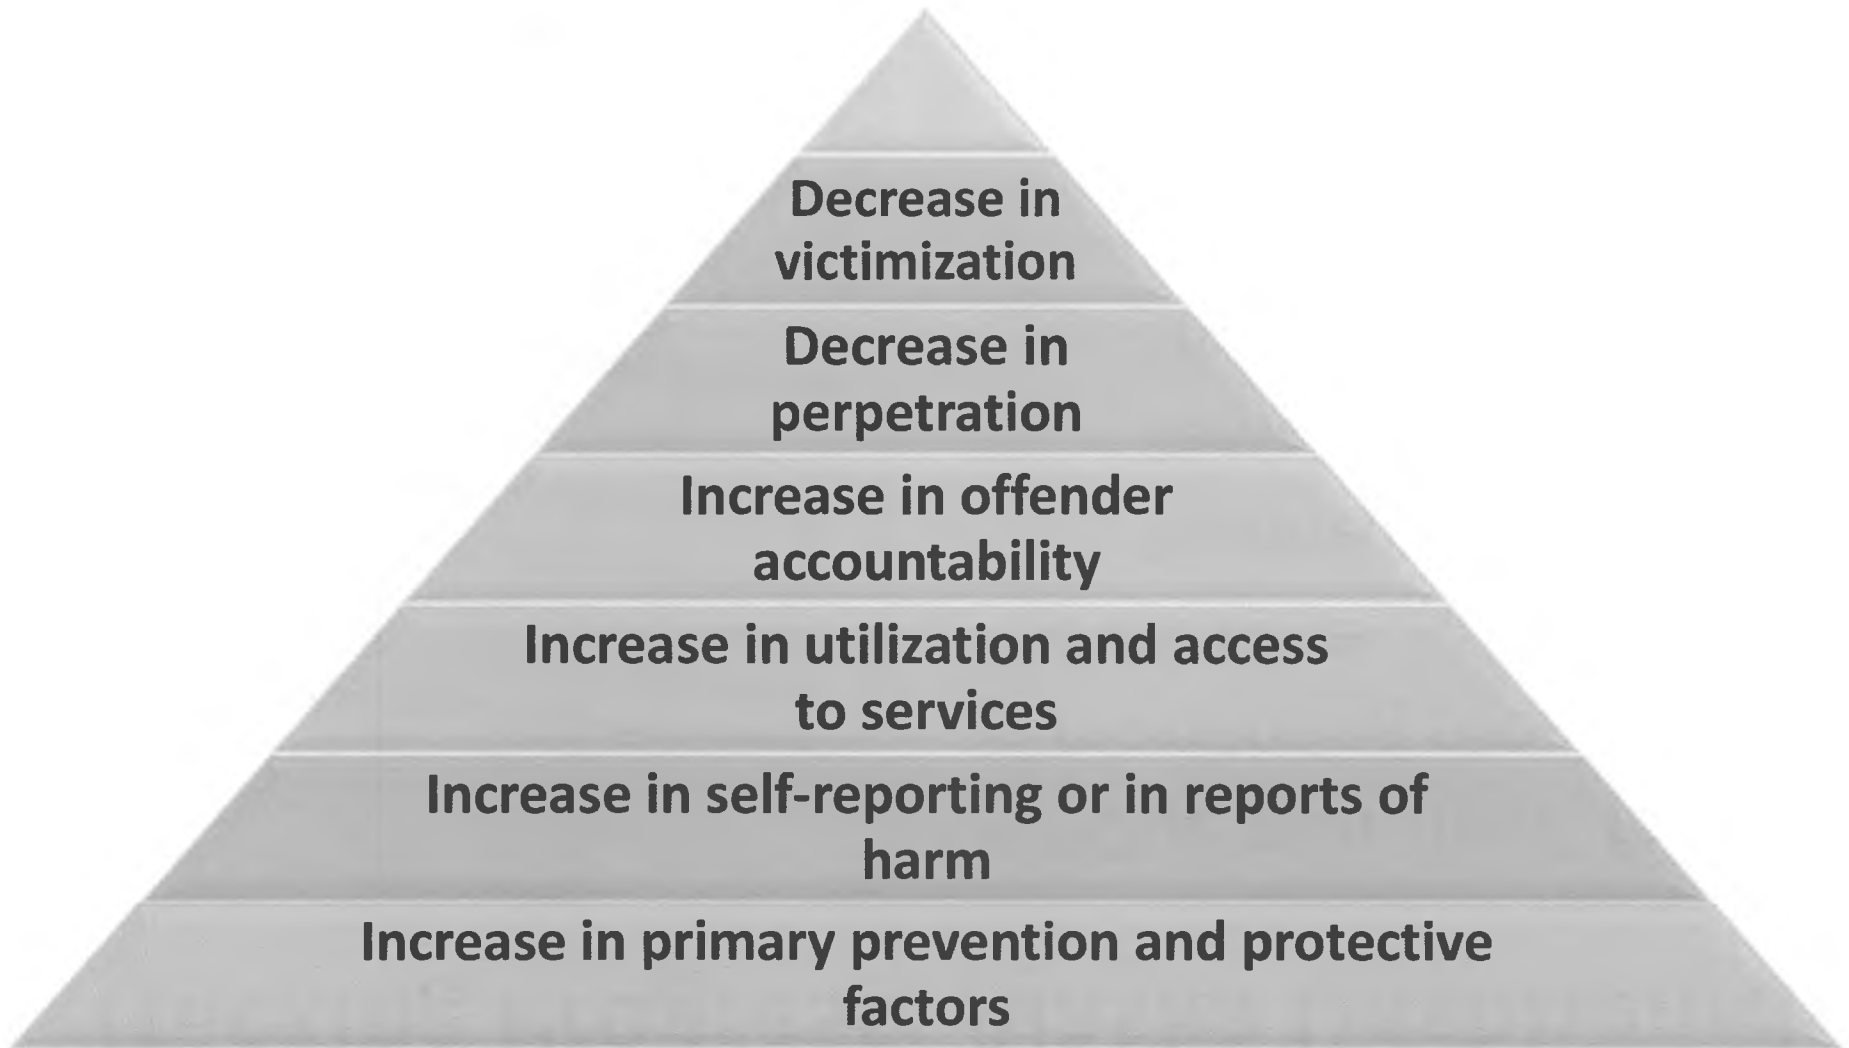 Decrease in
victimization
Decrease in
perpetration
Increase in offender
accountability
Increase in utilization and access
to services
Increase in self-reporting or in reports of
harm
Increase in primary prevention and protective
factors